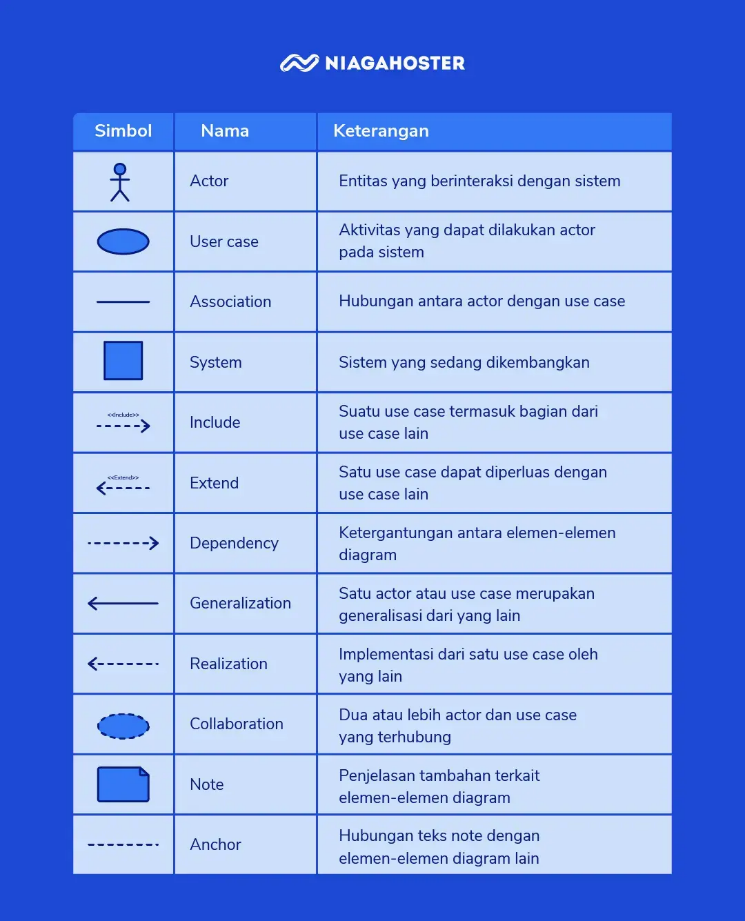 NIAGAHOSTER
Simbol Nama Keterangan
Actor Entitas yang berinteraksi dengan sistem
User case Aktivitas yang dapat dilakukan actor
pada sistem
Association Hubungan antara actor dengan use case
System Sistem yang sedang dikembangkan
<<Include>> Include Suatu use case termasuk bagian dari
use case lain
<<Extend>> Extend Satu use case dapat diperluas dengan
use case lain
Dependency Ketergantungan antara elemen-elemen
diagram
Generalization Satu actor atau use case merupakan
generalisasi dari yang lain
Realization Implementasi dari satu use case oleh
yang lain
Collaboration Dua atau lebih actor dan use case
yang terhubung
Note Penjelasan tambahan terkait
elemen-elemen diagram
Anchor Hubungan teks note dengan
elemen-elemen diagram lain